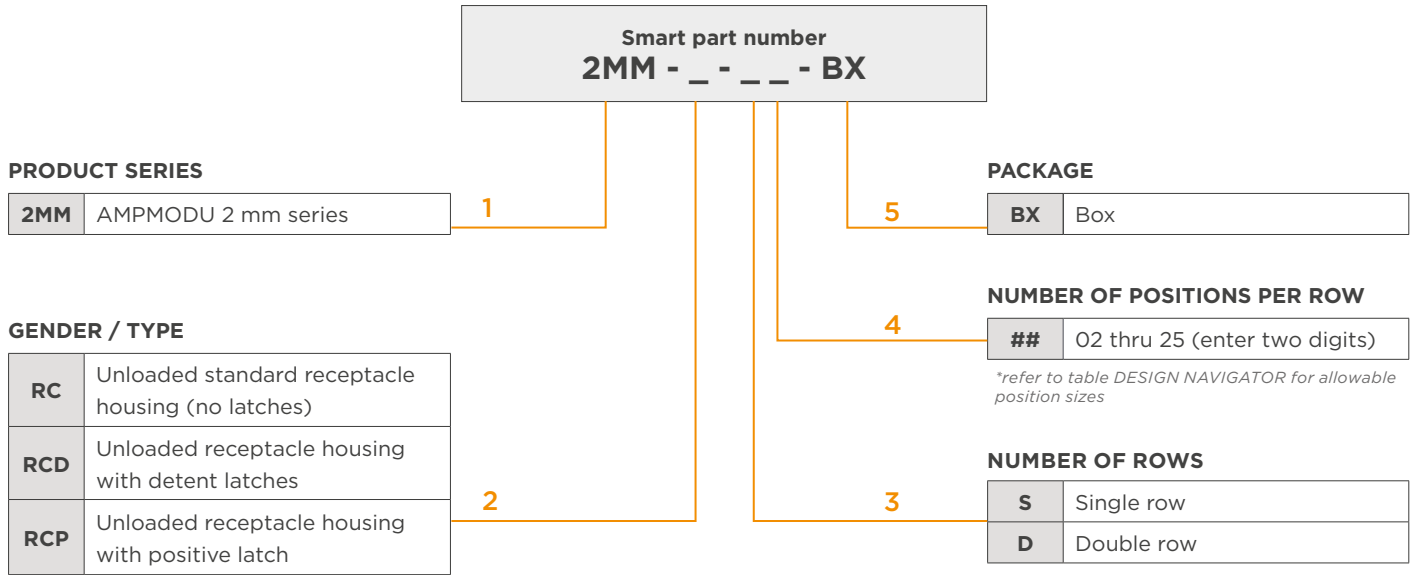 Smart part number
2MM - _ - _ _ - BX
PRODUCT SERIES
2MM AMPMODU 2 mm series
1
GENDER / TYPE
RC Unloaded standard receptacle
housing (no latches)
RCD Unloaded receptacle housing
with detent latches
RCP Unloaded receptacle housing
with positive latch
2
PACKAGE
5
BX Box
NUMBER OF POSITIONS PER ROW
4
## 02 thru 25 (enter two digits)
*refer to table DESIGN NAVIGATOR for allowable
position sizes
NUMBER OF ROWS
3
S Single row
D Double row